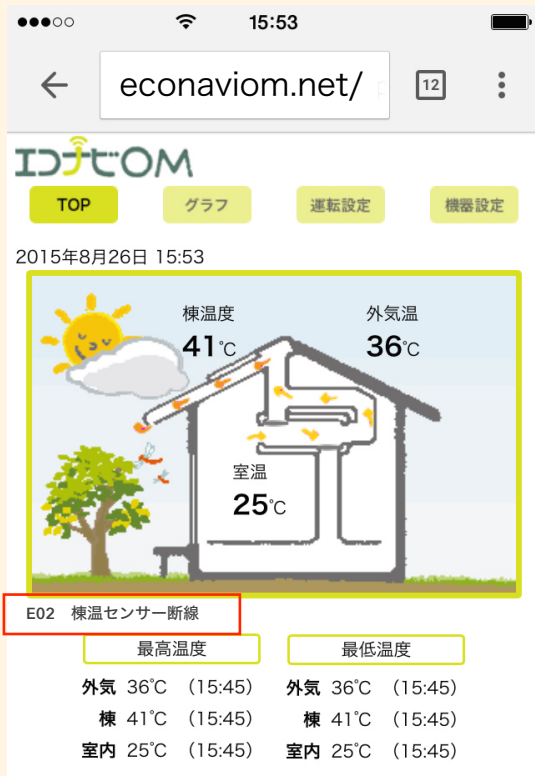 15:53
econaviom.net/
12
エコナビOM
TOP グラフ 運転設定 機器設定
2015年8月26日 15:53
棟温度 外気温
41℃ 36℃
室温
25℃
E02 棟温センサー断線
最高温度 最低温度
外気 36℃ (15:45) 外気 36℃ (15:45)
棟 41℃ (15:45) 棟 41℃ (15:45)
室内 25℃ (15:45) 室内 25℃ (15:45)